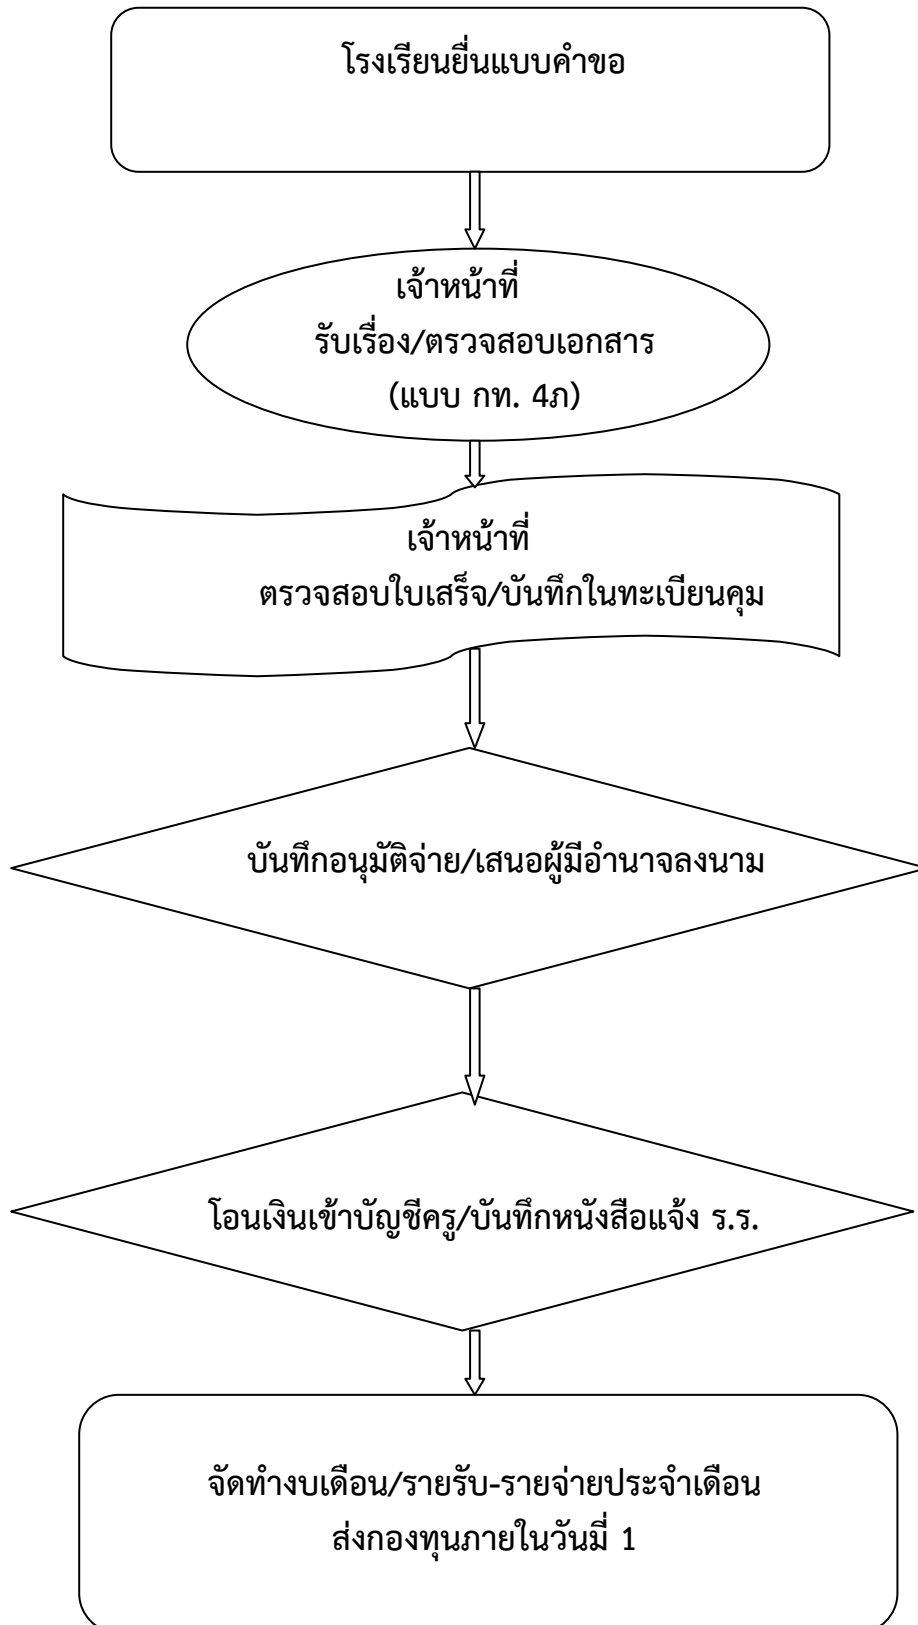 โรงเรียนยื่นแบบคำขอ
เจ้าหน้าที่
รับเรื่อง/ตรวจสอบเอกสาร
(แบบ กท. 4ภ)
เจ้าหน้าที่
ตรวจสอบใบเสร็จ/บันทึกในทะเบียนคุม
บันทึกอนุมัติจ่าย/เสนอผู้มีอำนาจลงนาม
โอนเงินเข้าบัญชีครู/บันทึกหนังสือแจ้ง ร.ร.
จัดทำงบเดือน/รายรับ-รายจ่ายประจำเดือน
ส่งกองทุนภายในวันมี่ 1